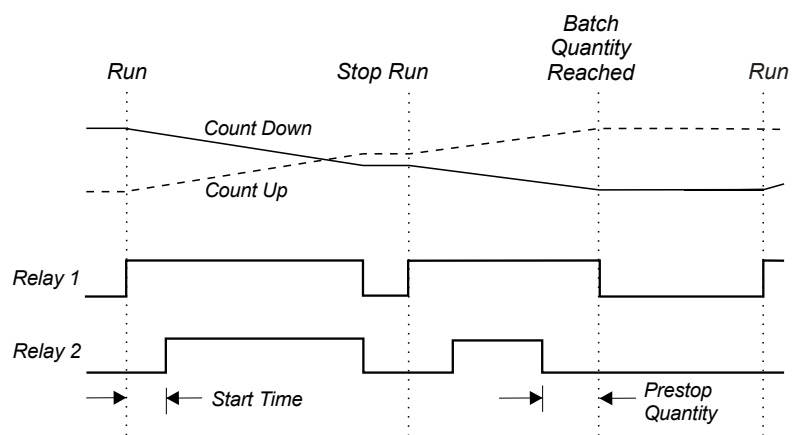 Run
Stop Run
Batch
Quantity
Reached
Run
Count Down
Count Up
Relay 1
Relay 2
Start Time
Prestop
Quantity